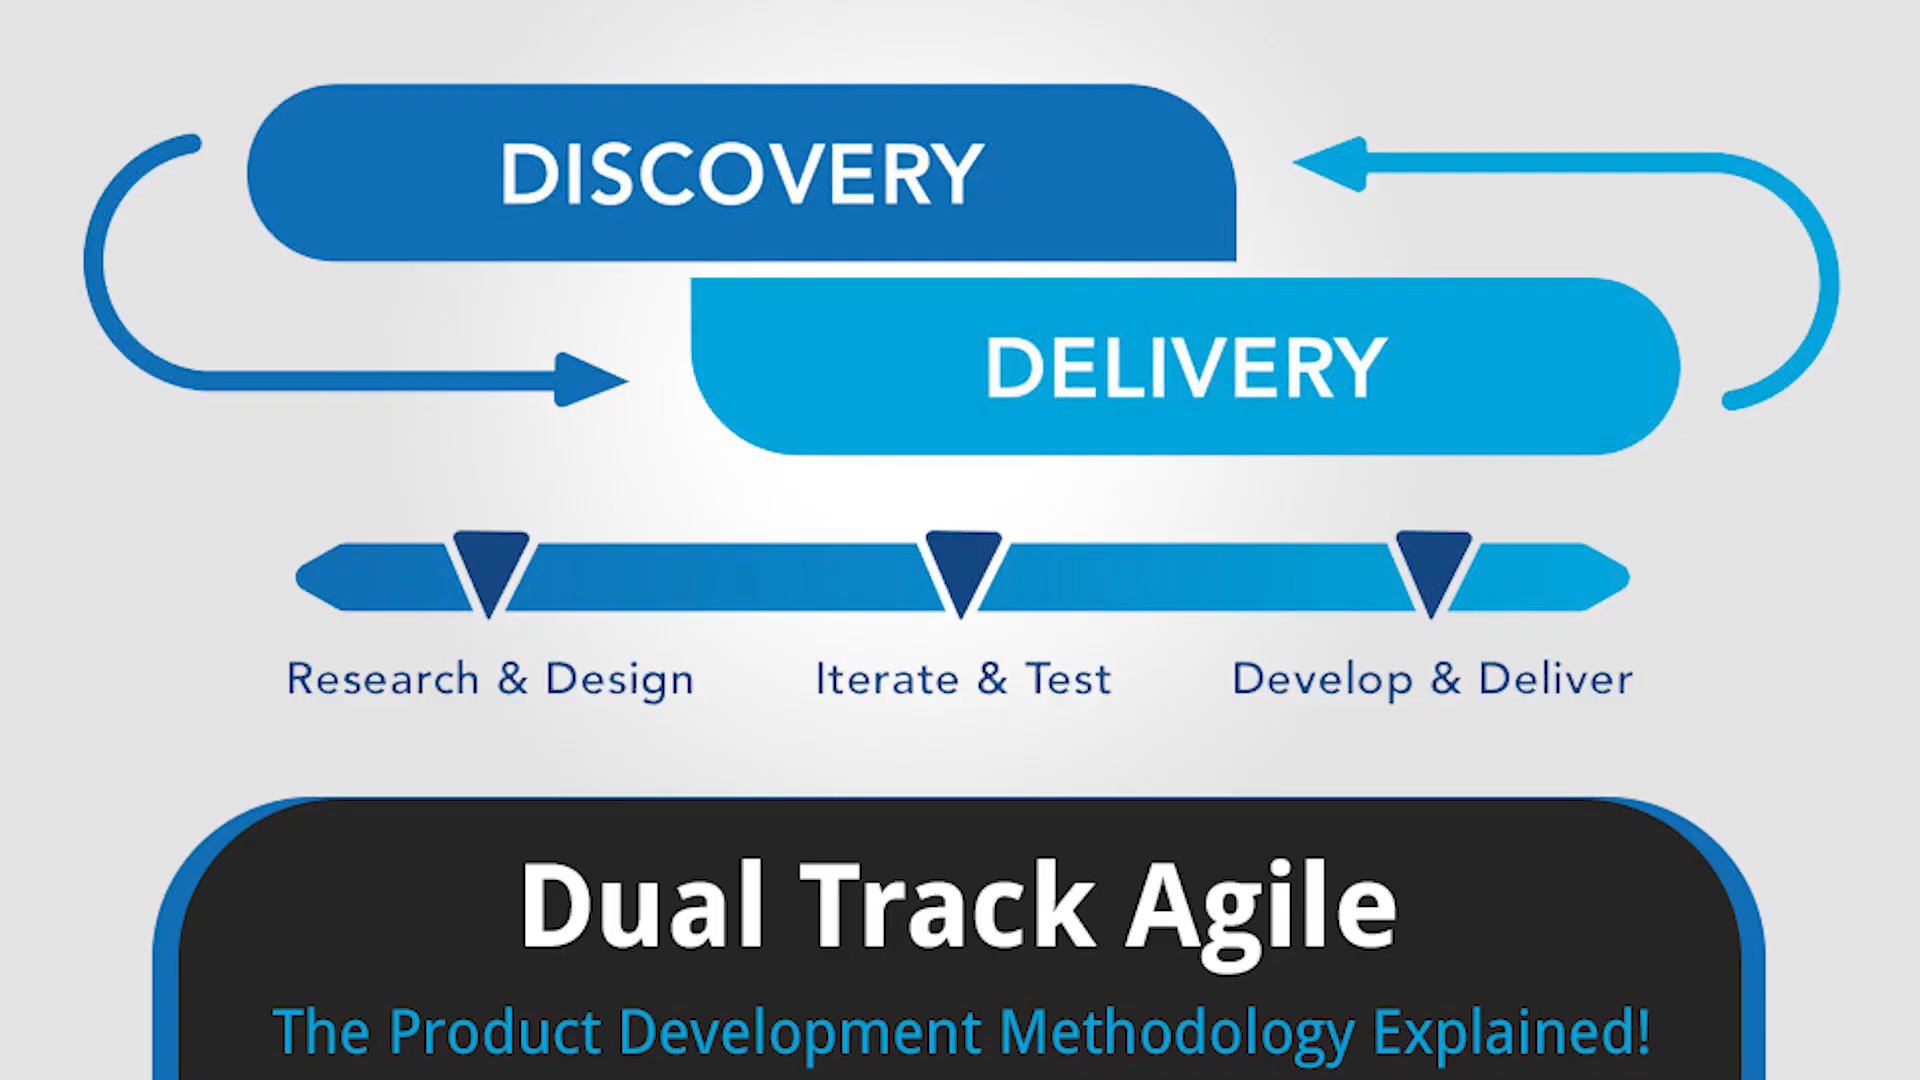 DISCOVERY
DELIVERY
Research & Design
Iterate & Test
Develop & Deliver
Dual Track Agile
The Product Development Methodology Explained!